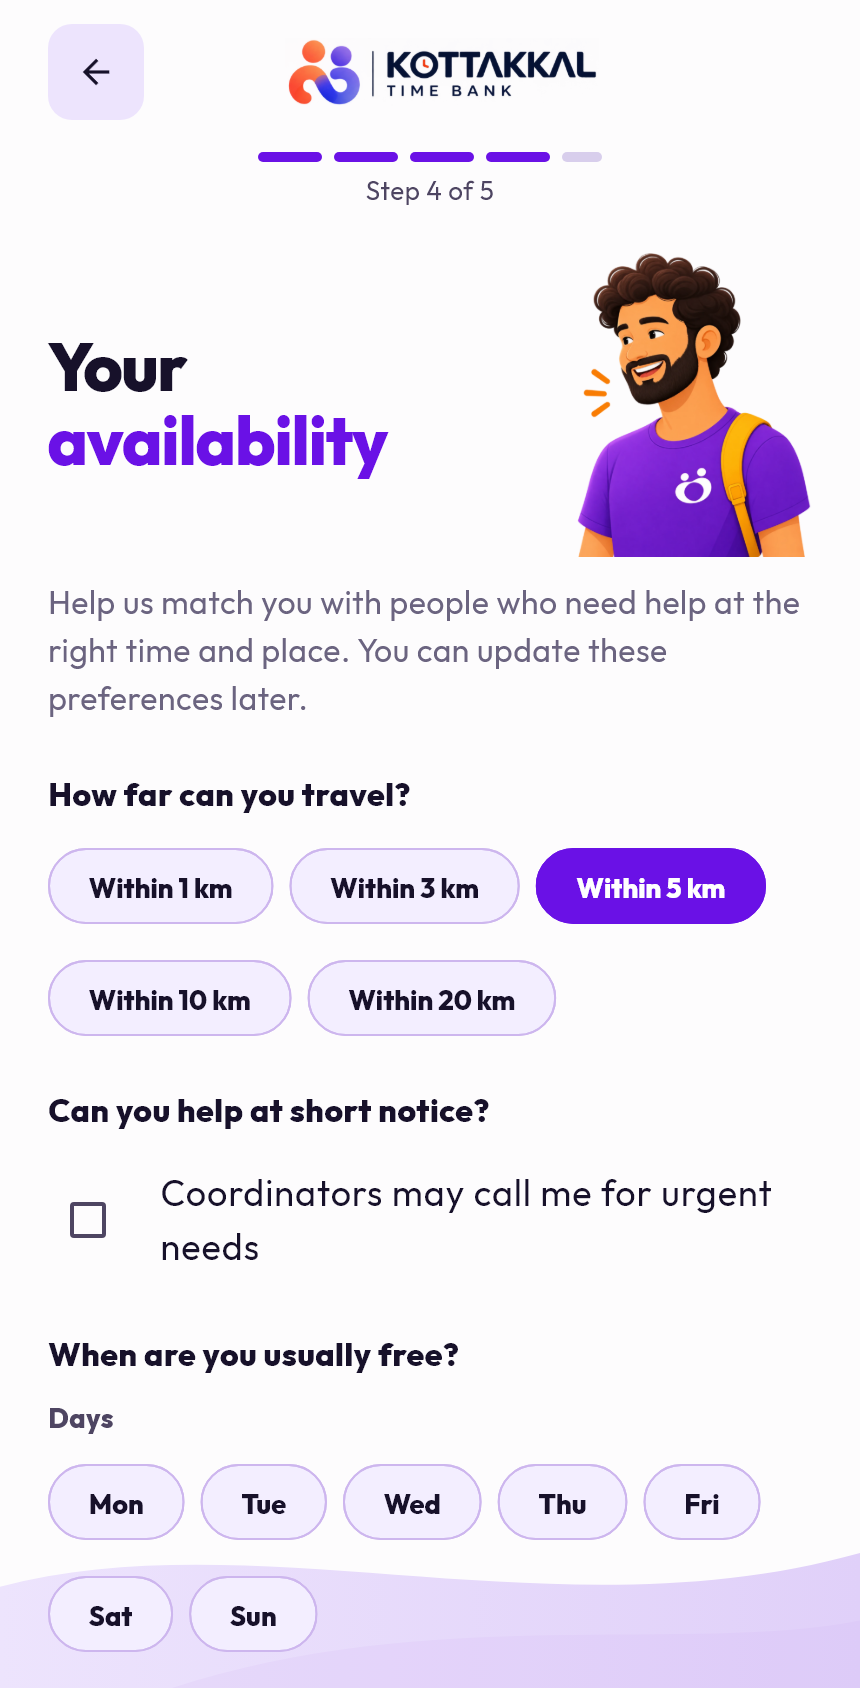 KOTTAKKAL
TIME BANK
Step 4 of 5
Your
availability
Help us match you with people who need help at the
right time and place. You can update these
preferences later.
How far can you travel?
Within 1 km
Within 3 km
Within 5 km
Within 10 km
Within 20 km
Can you help at short notice?
Coordinators may call me for urgent
needs
When are you usually free?
Days
Mon
Tue
Wed
Thu
Fri
Sat
Sun